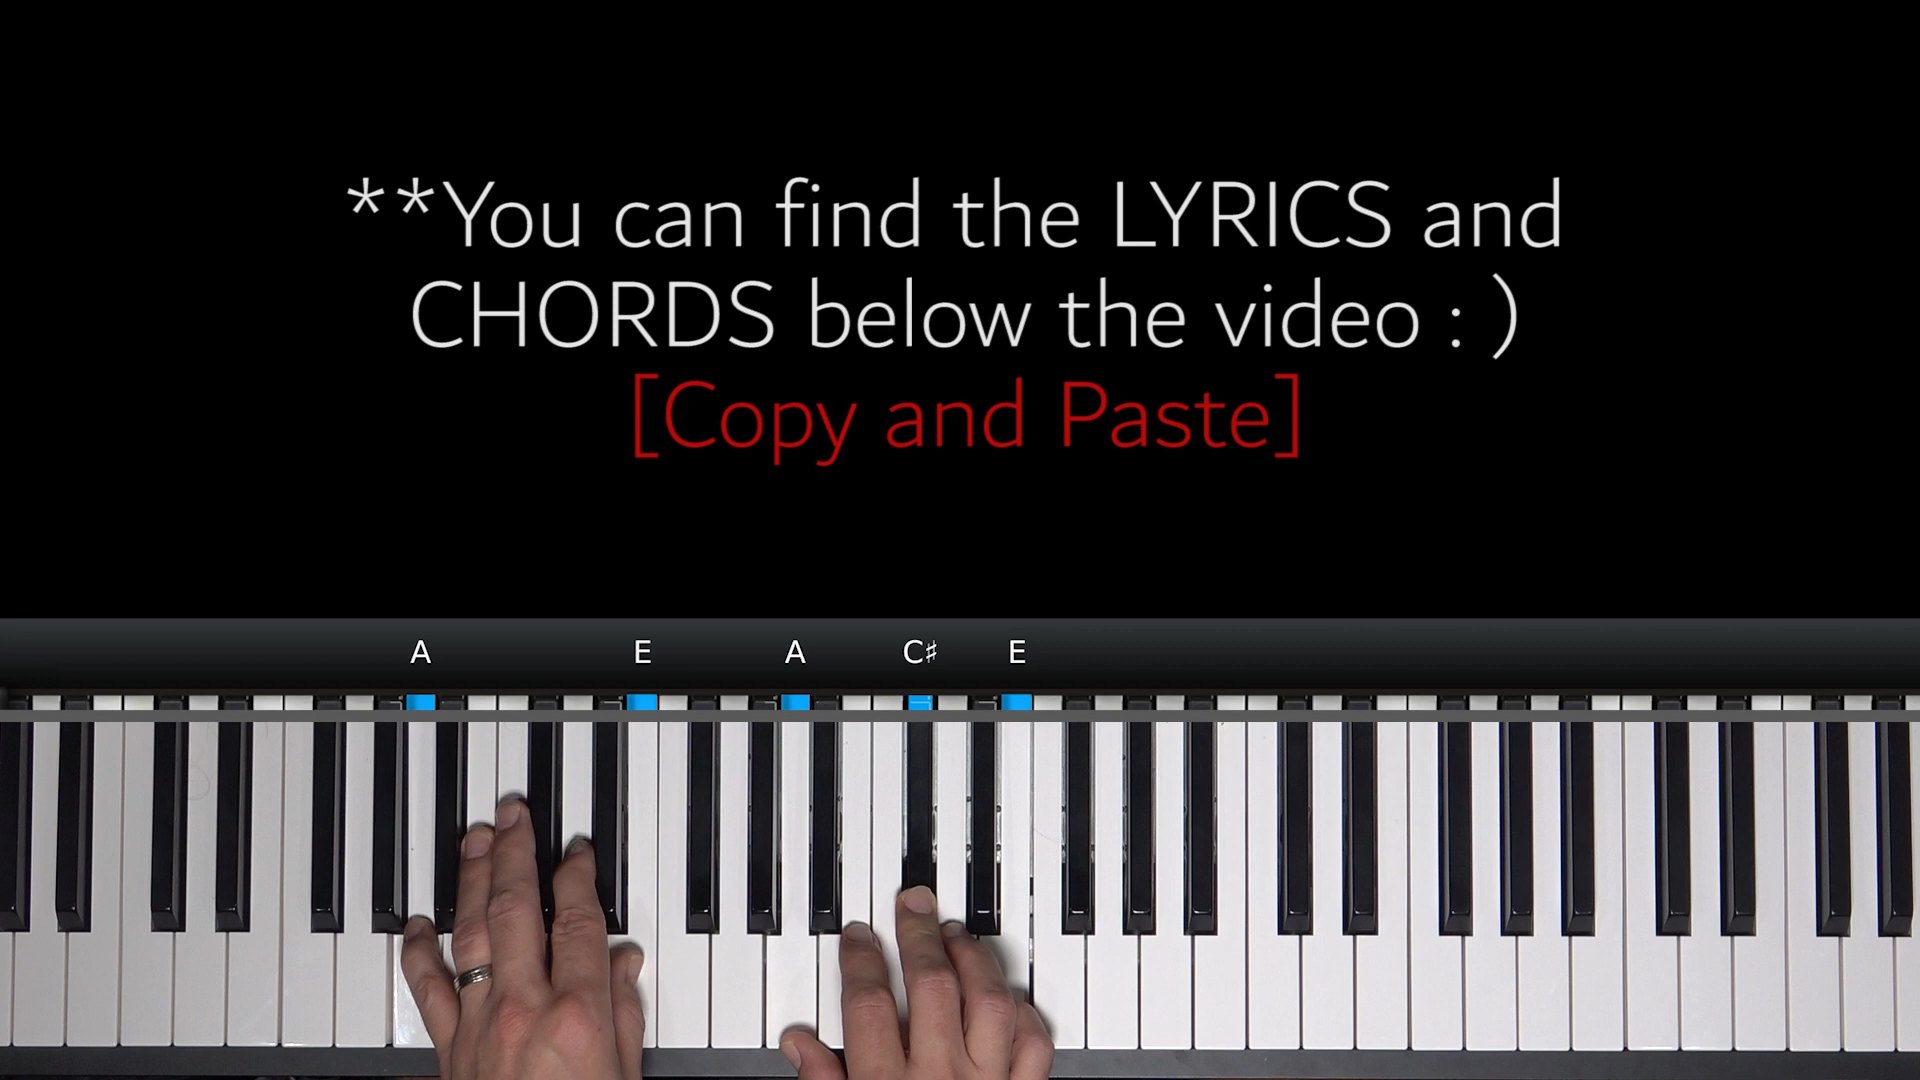 **You can find the LYRICS and
CHORDS below the video : )
[Copy and Paste]
A E A C♯ E